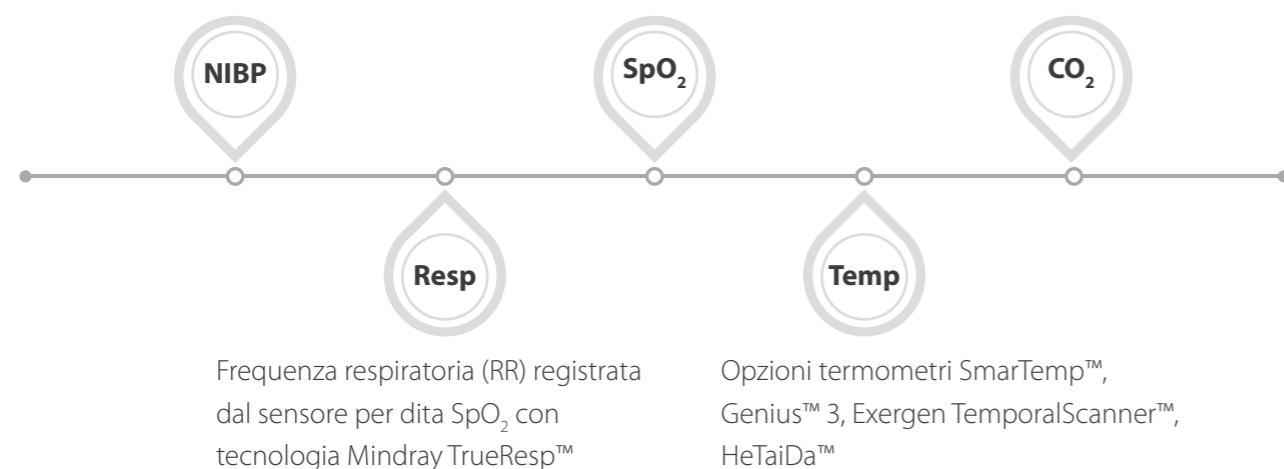 NIBP
SpO₂
CO₂
Resp
Temp
Frequenza respiratoria (RR) registrata
dal sensore per dita SpO₂ con
tecnologia Mindray TrueResp™
Opzioni termometri SmarTemp™,
Genius™ 3, Exergen TemporalScanner™,
HeTaiDa™